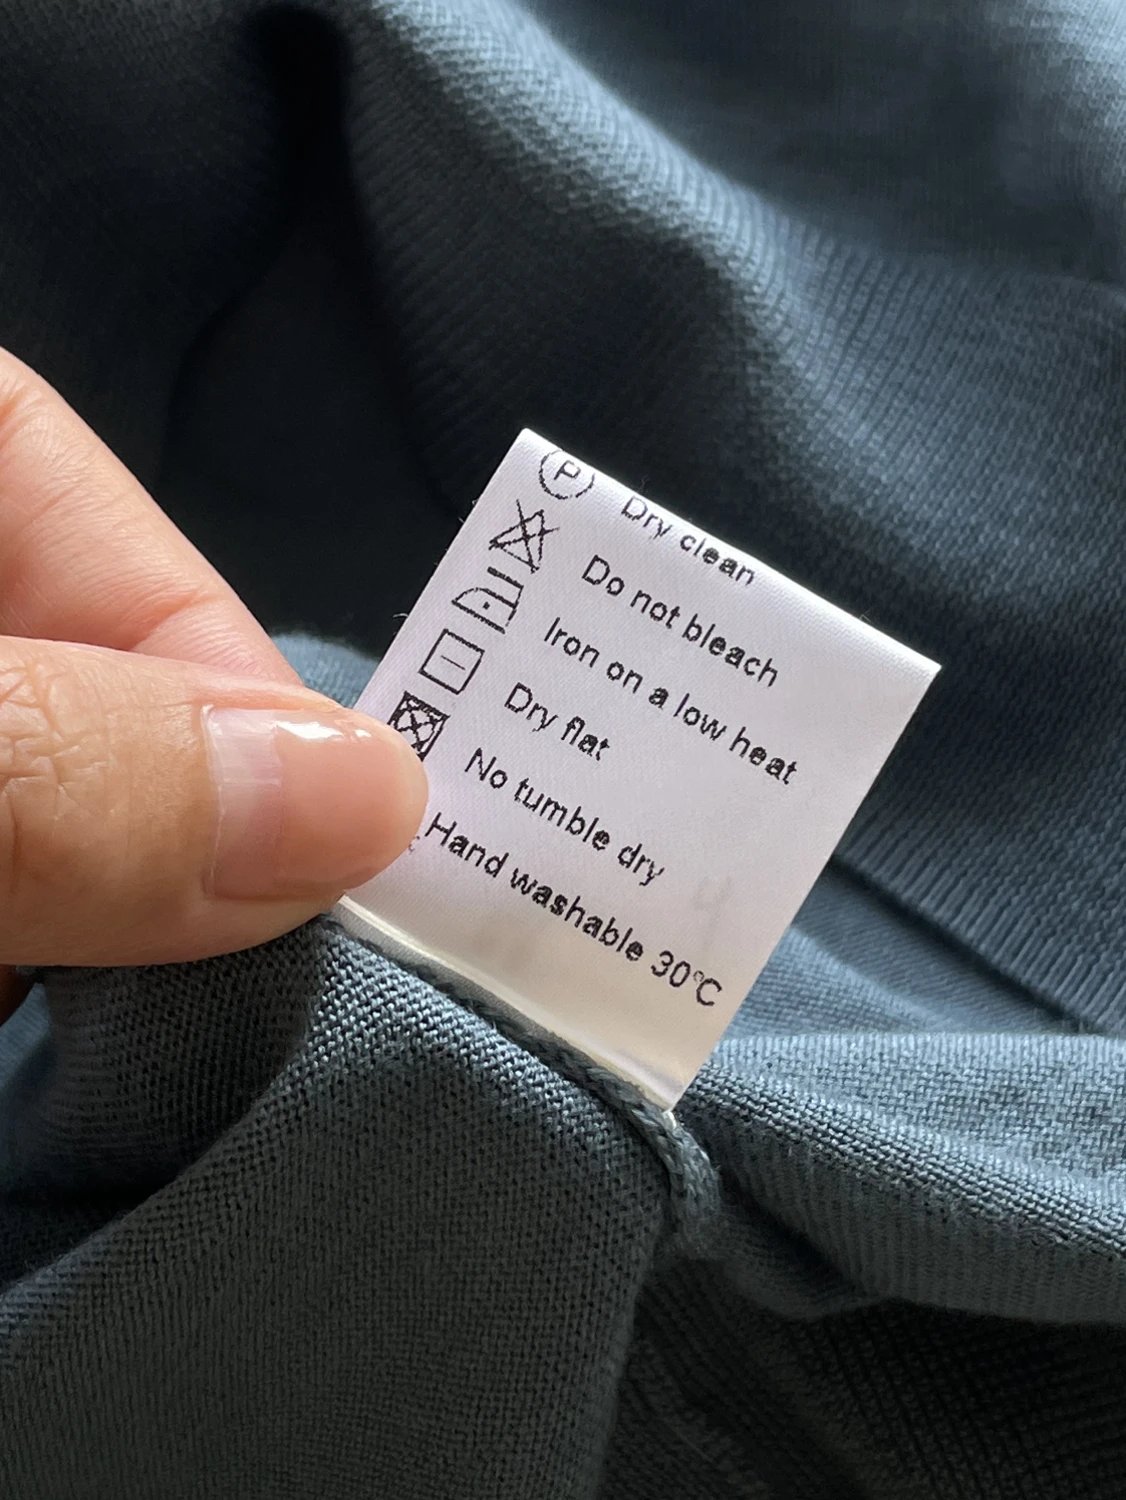 P Dry clean
Do not bleach
Iron on a low heat
Dry flat
No tumble dry
Hand washable 30°C